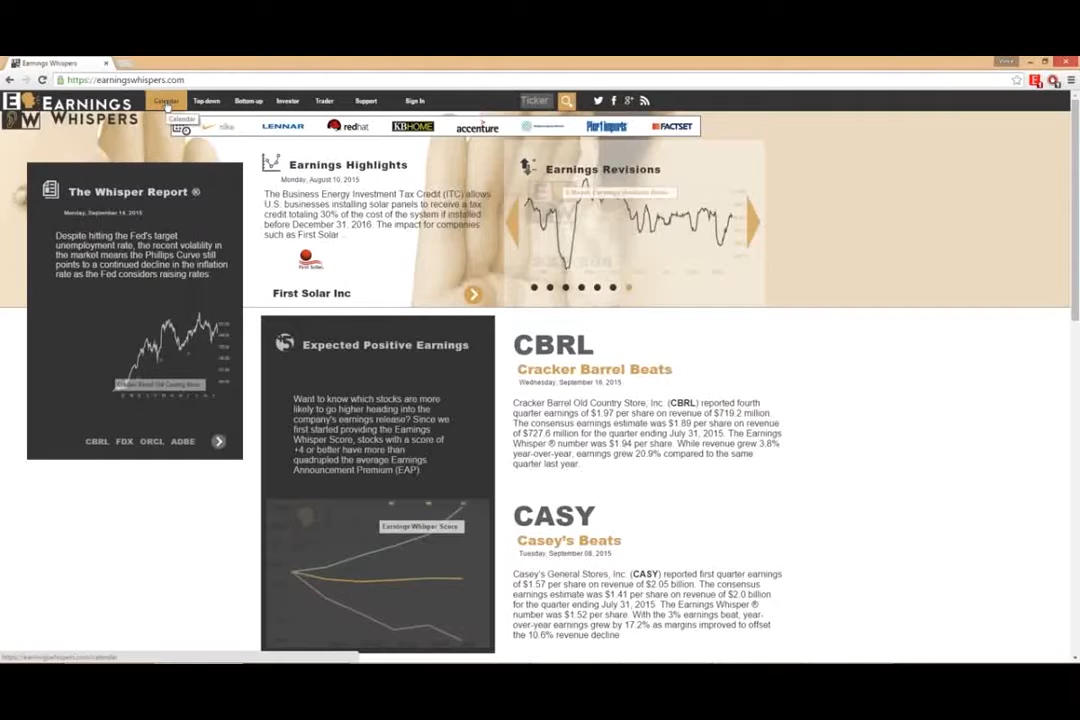 Earnings Whispers
https://earningswhispers.com
EARNINGS
WHISPERS
Calendar Top-down Bottom-up Investor Trader Support Sign In
Ticker
Calendar
nike LENNAR redhat KBHOME accenture Pier1 imports FACTSET
The Whisper Report ®
Monday, September 14, 2015
Despite hitting the Fed's target
unemployment rate, the recent volatility in
the market means the Phillips Curve still
points to a continued decline in the inflation
rate as the Fed considers raising rates.
Cracker Barrel Old Country Store
CBRL FDX ORCL ADBE
Earnings Highlights
Monday, August 10, 2015
The Business Energy Investment Tax Credit (ITC) allows
U.S. businesses installing solar panels to receive a tax
credit totaling 30% of the cost of the system if installed
before December 31, 2016. The impact for companies
such as First Solar ...
First Solar
First Solar Inc
Earnings Revisions
Expected Positive Earnings
Want to know which stocks are more
likely to go higher heading into the
company's earnings release? Since we
first started providing the Earnings
Whisper Score, stocks with a score of
+4 or better have more than
quadrupled the average Earnings
Announcement Premium (EAP).
Earnings Whisper Score
CBRL
Cracker Barrel Beats
Wednesday, September 16, 2015
Cracker Barrel Old Country Store, Inc. (CBRL) reported fourth
quarter earnings of $1.97 per share on revenue of $719.2 million.
The consensus earnings estimate was $1.89 per share on revenue
of $727.6 million for the quarter ending July 31, 2015. The Earnings
Whisper ® number was $1.94 per share. While revenue grew 3.8%
year-over-year, earnings grew 20.9% compared to the same
quarter last year.
CASY
Casey's Beats
Tuesday, September 08, 2015
Casey's General Stores, Inc. (CASY) reported first quarter earnings
of $1.57 per share on revenue of $2.05 billion. The consensus
earnings estimate was $1.41 per share on revenue of $2.0 billion
for the quarter ending July 31, 2015. The Earnings Whisper ®
number was $1.52 per share. With the 3% earnings beat, year-
over-year earnings grew by 17.2% as margins improved to offset
the 10.6% revenue decline
https://earningswhispers.com/calendar